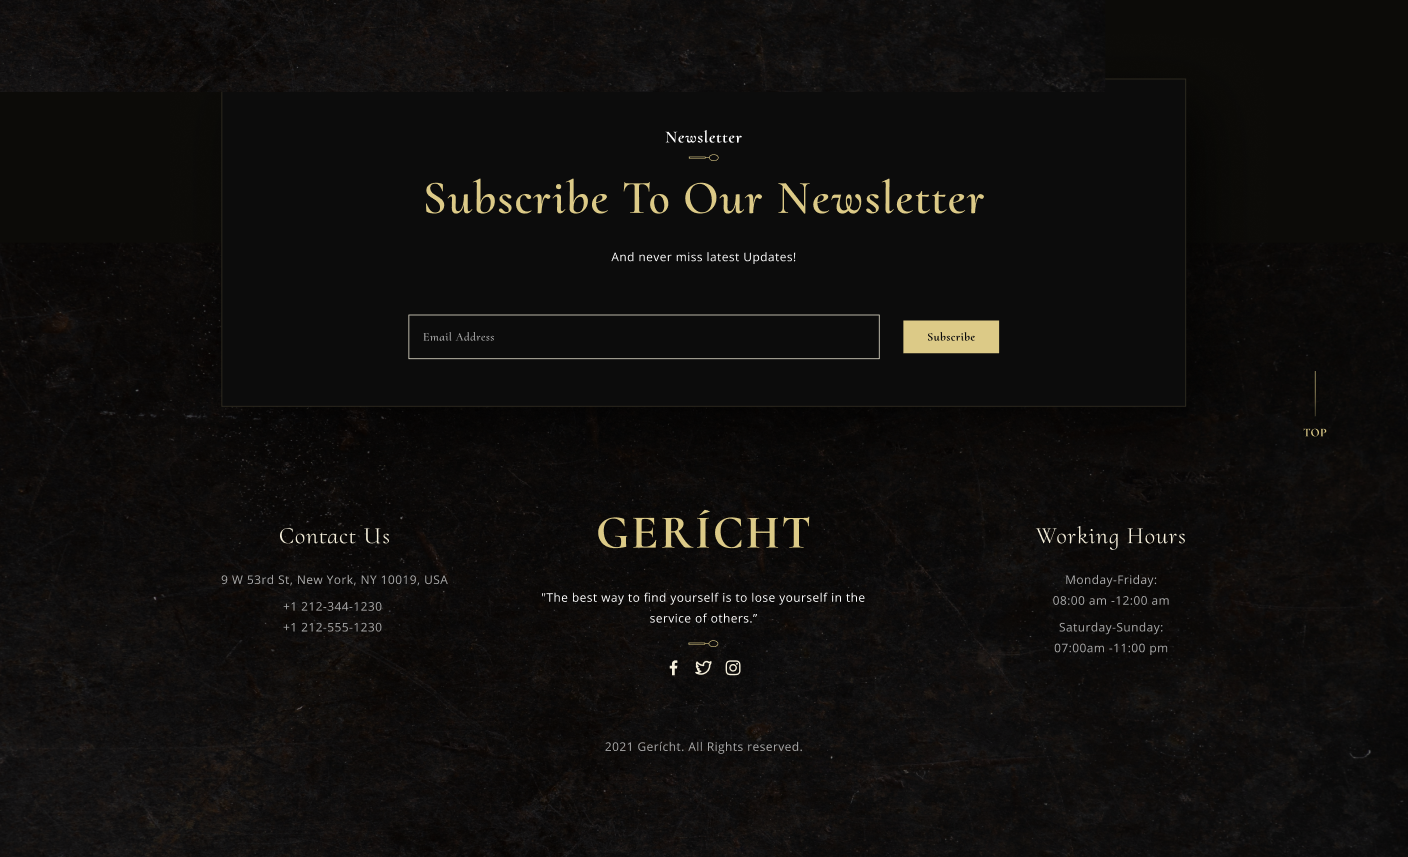 Newsletter
Subscribe To Our Newsletter
And never miss latest Updates!
Email Address
Subscribe
TOP
Contact Us
9 W 53rd St, New York, NY 10019, USA
+1 212-344-1230
+1 212-555-1230
GERÍCHT
"The best way to find yourself is to lose yourself in the
service of others.”
Working Hours
Monday-Friday:
08:00 am -12:00 am
Saturday-Sunday:
07:00am -11:00 pm
2021 Gerícht. All Rights reserved.